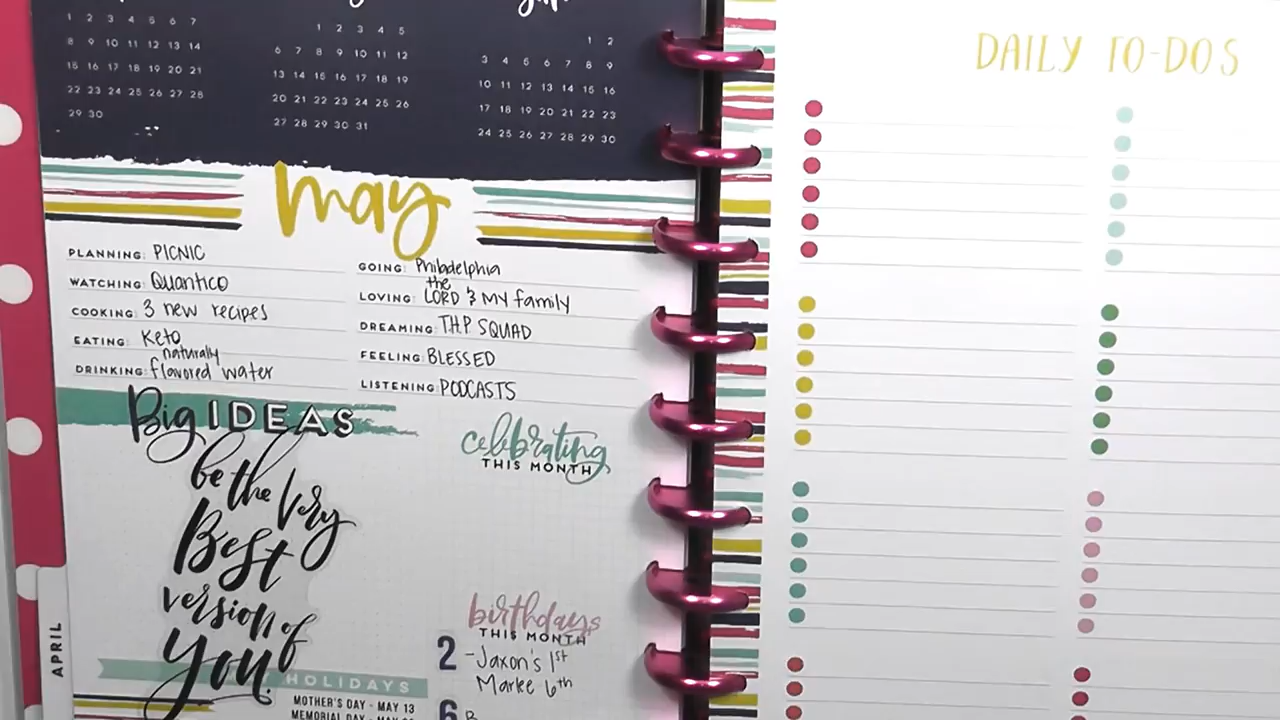 1 2 3 4 5 6 7
8 9 10 11 12 13 14
15 16 17 18 19 20 21
22 23 24 25 26 27 28
29 30
1 2 3 4 5
6 7 8 9 10 11 12
13 14 15 16 17 18 19
20 21 22 23 24 25 26
27 28 29 30 31
1 2
3 4 5 6 7 8 9
10 11 12 13 14 15 16
17 18 19 20 21 22 23
24 25 26 27 28 29 30
may
PLANNING: PICNIC
WATCHING: Quantico
COOKING: 3 new recipes
EATING: Keto
naturally
DRINKING: flavored water
GOING: Philadelphia
the
LOVING: LORD & MY family
DREAMING: THP SQUAD
FEELING: BLESSED
LISTENING PODCASTS
Big IDEAS
be the very
Best
version of
you.
HOLIDAYS
MOTHER'S DAY - MAY 13
MEMORIAL DAY - MAY
celebrating
THIS MONTH
birthdays
THIS MONTH
2 - Jaxon's 1st
Marlee 6th
6
APRIL
DAILY TO-DOS